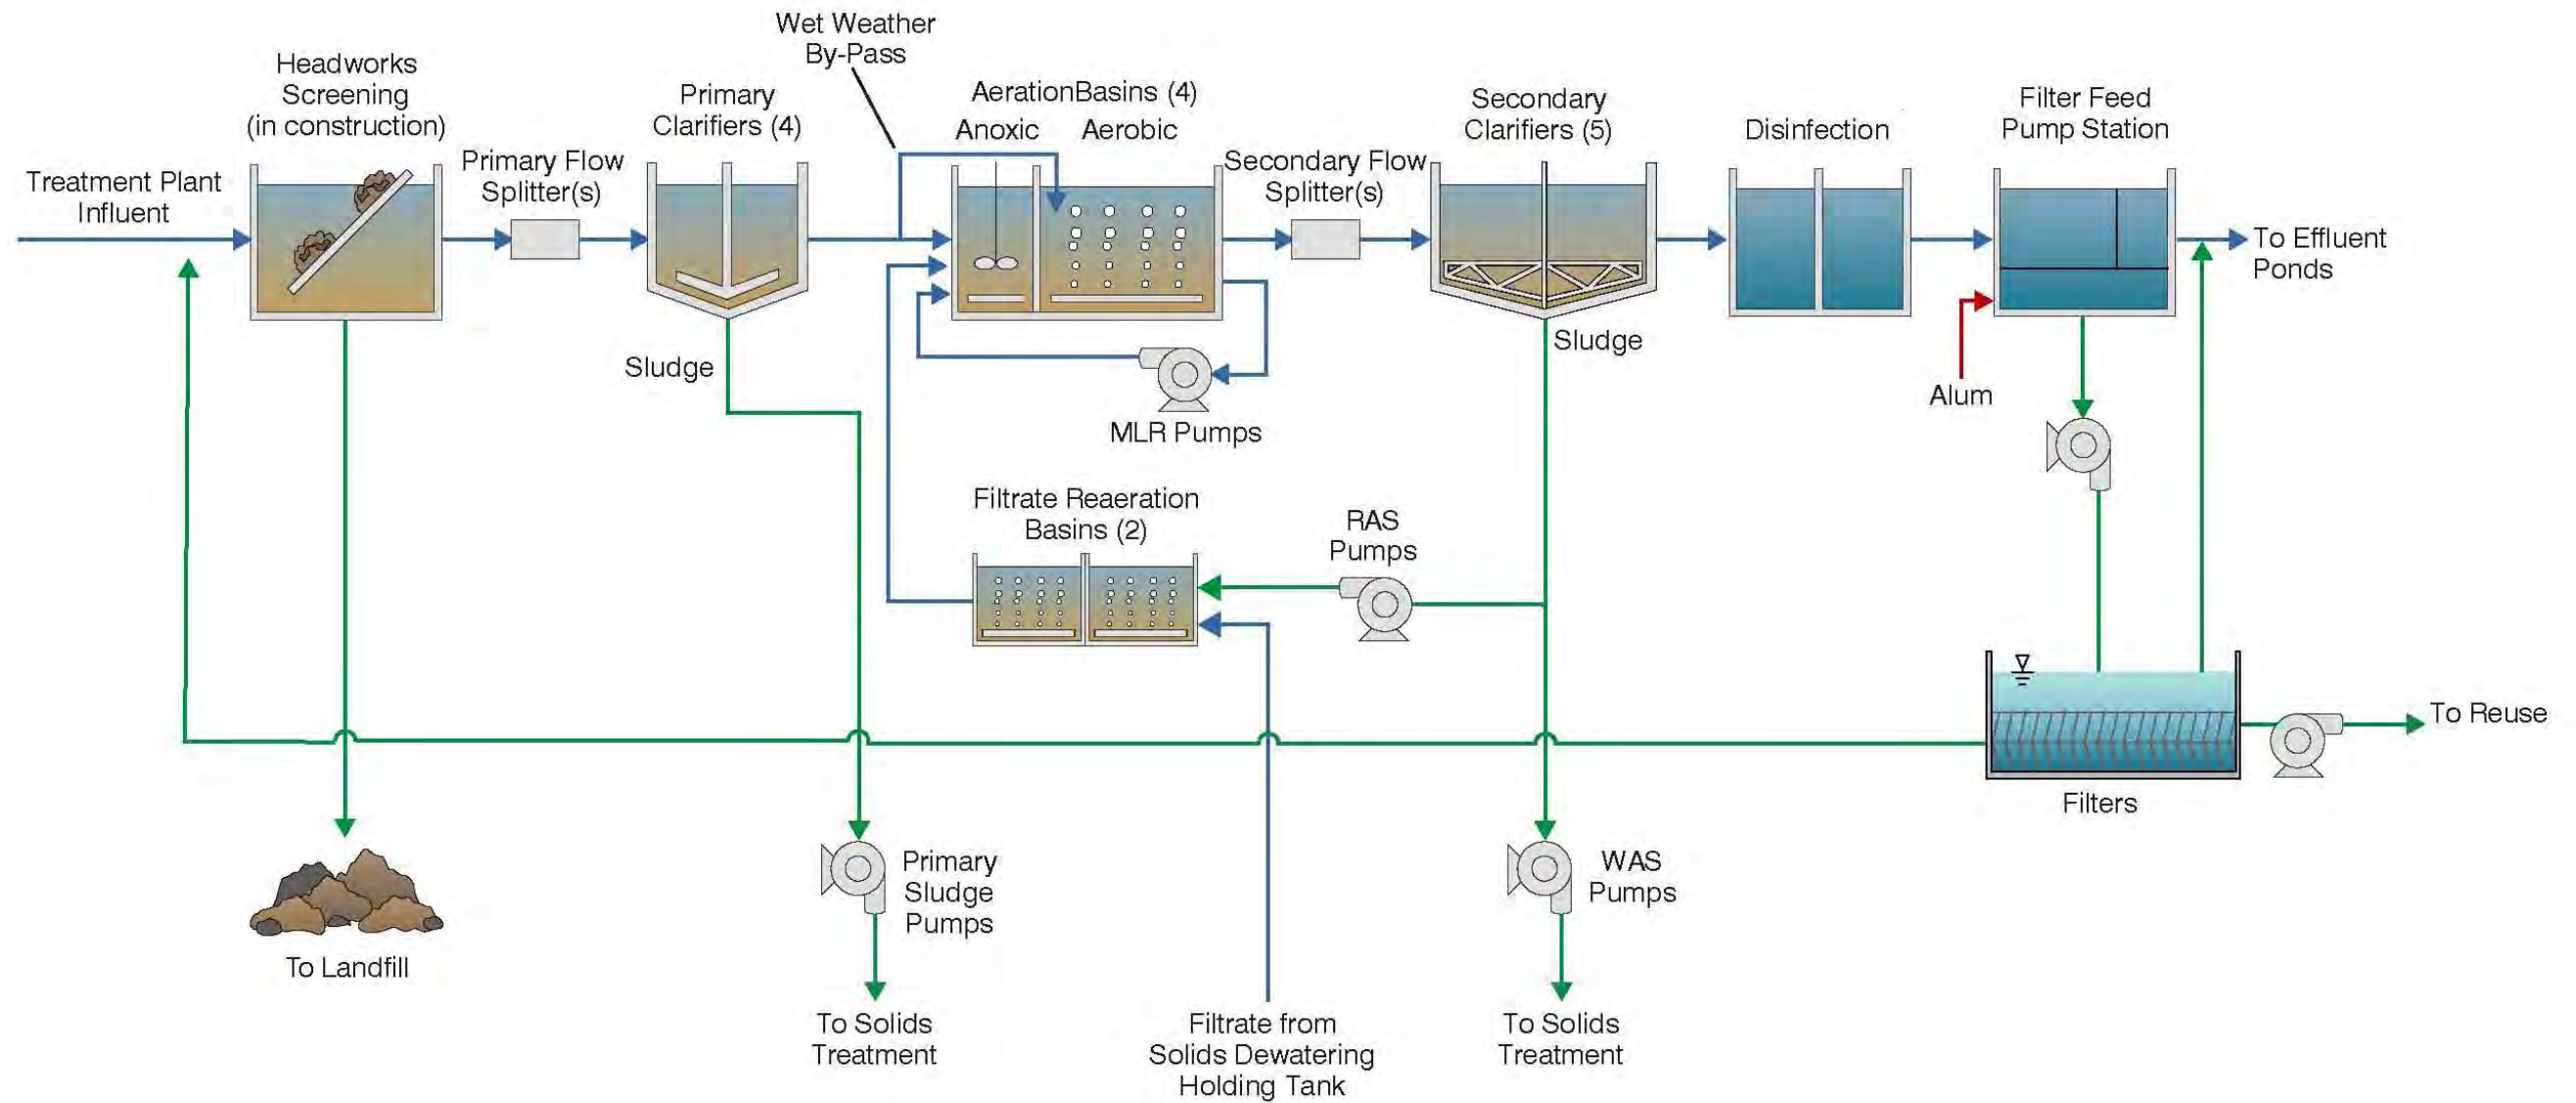 Wet Weather
By-Pass
Headworks
Screening
(in construction)
Primary
Clarifiers (4)
AerationBasins (4)
Anoxic
Aerobic
Secondary
Clarifiers (5)
Disinfection
Filter Feed
Pump Station
Treatment Plant
Influent
Primary Flow
Splitter(s)
Secondary Flow
Splitter(s)
To Effluent
Ponds
Sludge
Sludge
Alum
MLR Pumps
Filtrate Reaeration
Basins (2)
RAS
Pumps
To Reuse
Filters
Primary
Sludge
Pumps
WAS
Pumps
To Landfill
To Solids
Treatment
Filtrate from
Solids Dewatering
Holding Tank
To Solids
Treatment